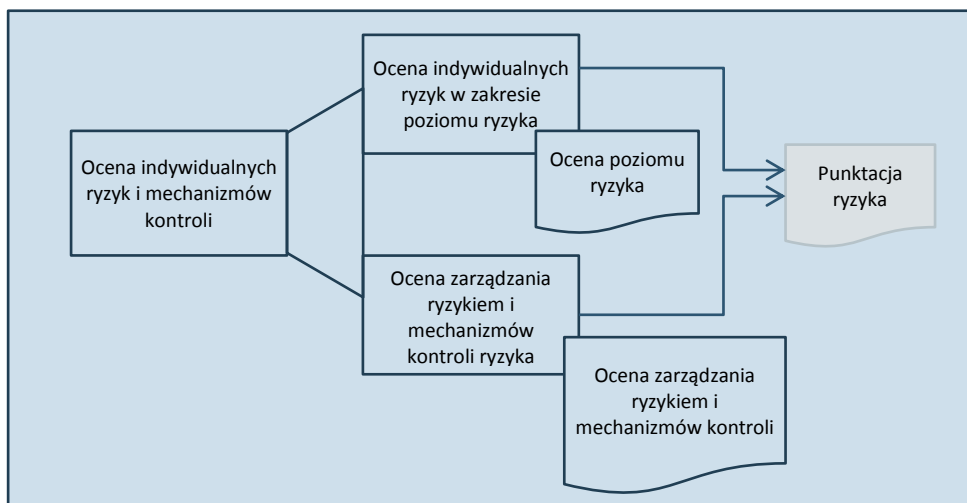 Ocena indywidualnych
ryzyk i mechanizmów
kontroli
Ocena indywidualnych
ryzyk w zakresie
poziomu ryzyka
Ocena poziomu
ryzyka
Ocena zarządzania
ryzykiem i
mechanizmów
kontroli ryzyka
Ocena zarządzania
ryzykiem i
mechanizmów kontroli
Punktacja
ryzyka